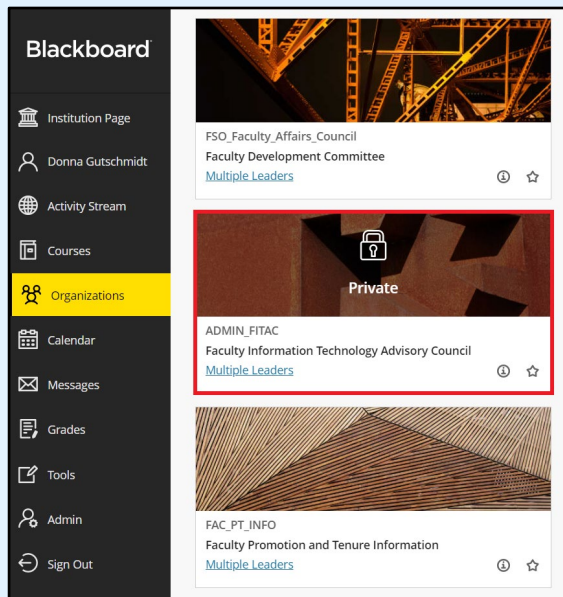 Blackboard
Institution Page
Donna Gutschmidt
Activity Stream
Courses
Organizations
Calendar
Messages
Grades
Tools
Admin
Sign Out
FSO_Faculty_Affairs_Council
Faculty Development Committee
Multiple Leaders
Private
ADMIN_FITAC
Faculty Information Technology Advisory Council
Multiple Leaders
FAC_PT_INFO
Faculty Promotion and Tenure Information
Multiple Leaders